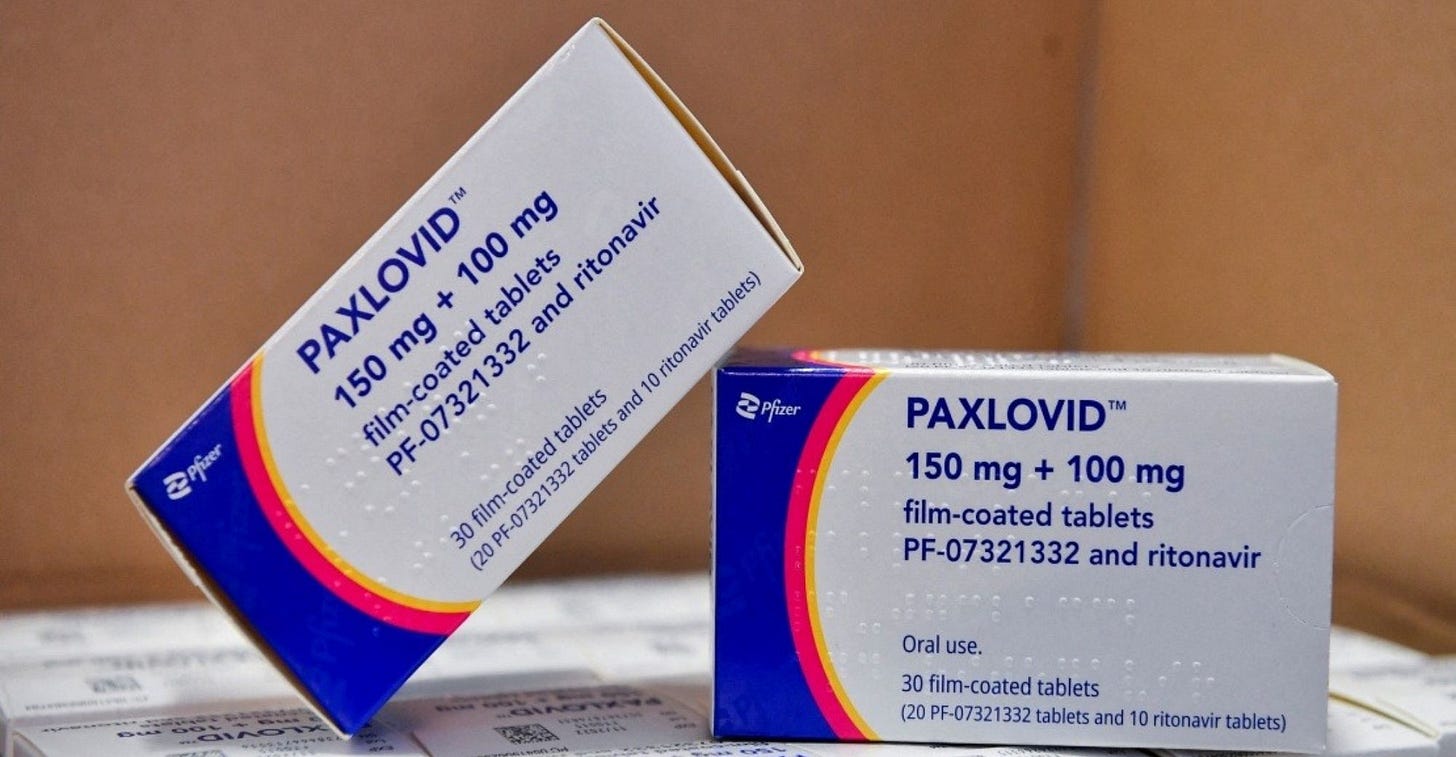 Pfizer
PAXLOVID™
150 mg + 100 mg
film-coated tablets
PF-07321332 and ritonavir
30 film-coated tablets
(20 PF-07321332 tablets and 10 ritonavir tablets)
Pfizer
PAXLOVID™
150 mg + 100 mg
film-coated tablets
PF-07321332 and ritonavir
Oral use.
30 film-coated tablets
(20 PF-07321332 tablets and 10 ritonavir tablets)
PAXLOVID